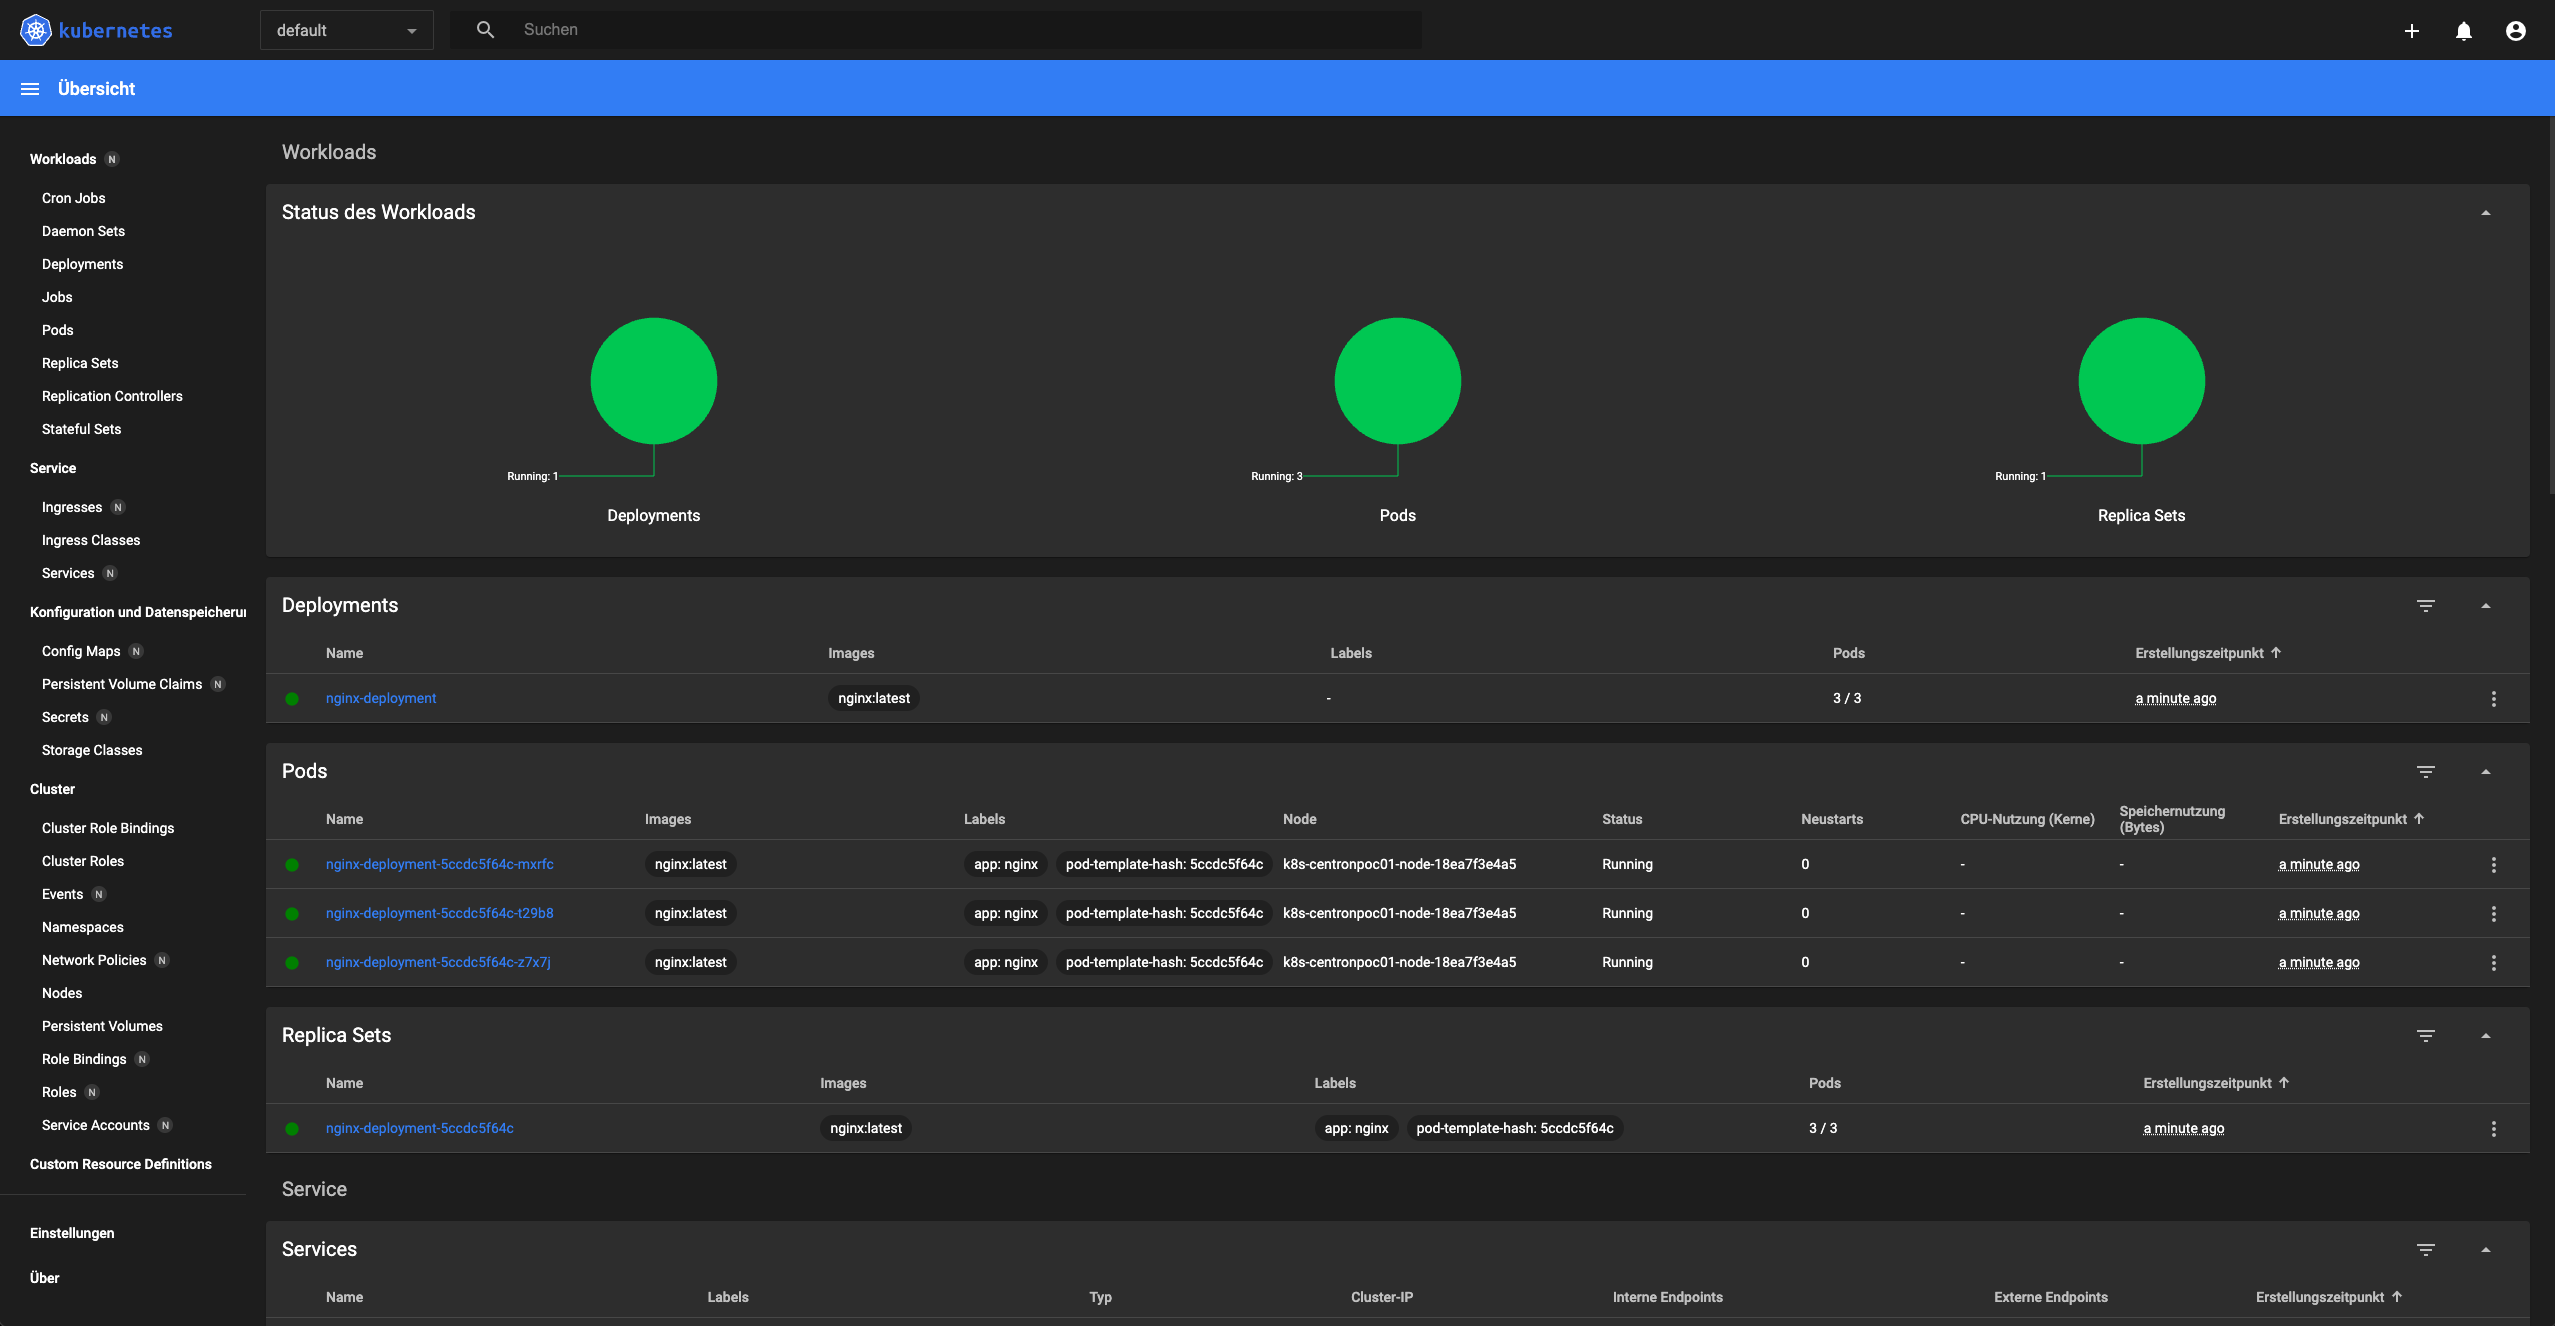 kubernetes
default
Suchen
Übersicht
Workloads N
Cron Jobs
Daemon Sets
Deployments
Jobs
Pods
Replica Sets
Replication Controllers
Stateful Sets
Service
Ingresses N
Ingress Classes
Services N
Konfiguration und Datenspeicherun
Config Maps N
Persistent Volume Claims N
Secrets N
Storage Classes
Cluster
Cluster Role Bindings
Cluster Roles
Events N
Namespaces
Network Policies N
Nodes
Persistent Volumes
Role Bindings N
Roles N
Service Accounts N
Custom Resource Definitions
Einstellungen
Über
Workloads
Status des Workloads
Running: 1
Deployments
Running: 3
Pods
Running: 1
Replica Sets
Deployments
Name Images Labels Pods Erstellungszeitpunkt
nginx-deployment nginx:latest - 3 / 3 a minute ago
Pods
Name Images Labels Node Status Neustarts CPU-Nutzung (Kerne) Speichernutzung (Bytes) Erstellungszeitpunkt
nginx-deployment-5ccdc5f64c-mxrfc nginx:latest app: nginx pod-template-hash: 5ccdc5f64c k8s-centronpoc01-node-18ea7f3e4a5 Running 0 - - a minute ago
nginx-deployment-5ccdc5f64c-t29b8 nginx:latest app: nginx pod-template-hash: 5ccdc5f64c k8s-centronpoc01-node-18ea7f3e4a5 Running 0 - - a minute ago
nginx-deployment-5ccdc5f64c-z7x7j nginx:latest app: nginx pod-template-hash: 5ccdc5f64c k8s-centronpoc01-node-18ea7f3e4a5 Running 0 - - a minute ago
Replica Sets
Name Images Labels Pods Erstellungszeitpunkt
nginx-deployment-5ccdc5f64c nginx:latest app: nginx pod-template-hash: 5ccdc5f64c 3 / 3 a minute ago
Service
Services
Name Labels Typ Cluster-IP Interne Endpoints Externe Endpoints Erstellungszeitpunkt